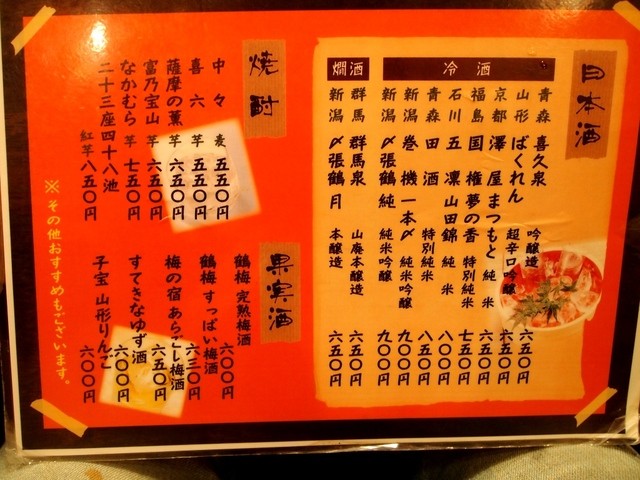 日本酒
冷酒
青森 喜久泉 吟醸造 六五〇円
山形 ばくれん 超辛口吟醸 六五〇円
京都 澤屋まつもと 純米 六五〇円
福島 国権 夢の香 特別純米 七五〇円
石川 五凛 山田錦 純米 八〇〇円
青森 田酒 特別純米 八五〇円
新潟 巻機 一本〆 純米吟醸 九〇〇円
新潟 〆張鶴 純 純米吟醸 九〇〇円
燗酒
群馬 群馬泉 山廃本醸造 六五〇円
新潟 〆張鶴 月 本醸造 六五〇円
焼酎
中々 麦 五五〇円
喜六 芋 五五〇円
薩摩の薫 芋 六五〇円
富乃宝山 芋 六五〇円
なかむら 芋 七五〇円
二十三座四十八池 紅芋 八五〇円
果実酒
鶴梅 完熟梅酒 六〇〇円
鶴梅 すっぱい梅酒 六三〇円
梅の宿 あらごし梅酒 六五〇円
すてきなゆず酒 六〇〇円
子宝 山形りんご 六〇〇円
※その他おすすめもございます。